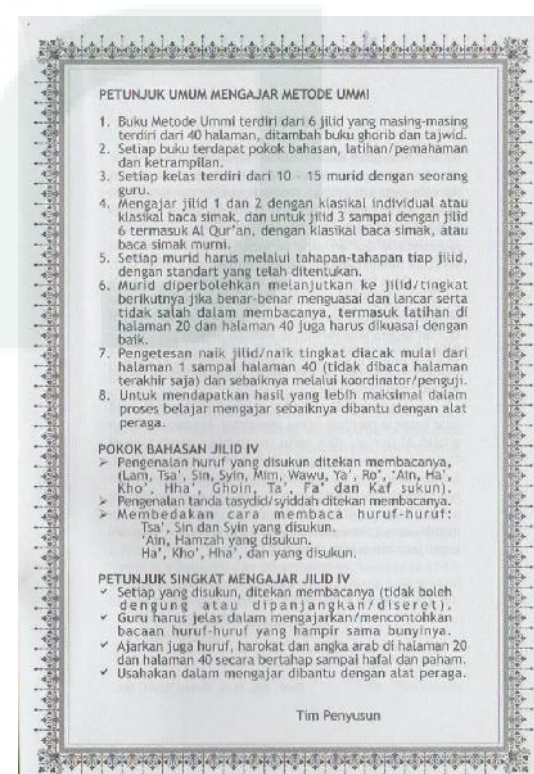 PETUNJUK UMUM MENGAJAR METODE UMMI
1. Buku Metode Ummi terdiri dari 6 jilid yang masing-masing
terdiri dari 40 halaman, ditambah buku ghorib dan tajwid.
2. Setiap buku terdapat pokok bahasan, latihan/pemahaman
dan ketrampilan.
3. Setiap kelas terdiri dari 10 - 15 murid dengan seorang
guru.
4. Mengajar jilid 1 dan 2 dengan klasikal individual atau
klasikal baca simak, dan untuk jilid 3 sampai dengan jilid
6 termasuk Al Qur'an, dengan klasikal baca simak, atau
baca simak murni.
5. Setiap murid harus melalui tahapan-tahapan tiap jilid,
dengan standart yang telah ditentukan.
6. Murid diperbolehkan melanjutkan ke jilid/tingkat
berikutnya jika benar-benar menguasai dan lancar serta
tidak salah dalam membacanya, termasuk latihan di
halaman 20 dan halaman 40 juga harus dikuasai dengan
baik.
7. Pengetesan naik jilid/naik tingkat diacak mulai dari
halaman 1 sampai halaman 40 (tidak dibaca halaman
terakhir saja) dan sebaiknya melalui koordinator/penguji.
8. Untuk mendapatkan hasil yang lebih maksimal dalam
proses belajar mengajar sebaiknya dibantu dengan alat
peraga.
POKOK BAHASAN JILID IV
➢ Pengenalan huruf yang disukun ditekan membacanya,
(Lam, Tsa', Sin, Syin, Mim, Wawu, Ya', Ro', 'Ain, Ha',
Kho', Hha', Ghoin, Ta', Fa' dan Kaf sukun).
➢ Pengenalan tanda tasydid/syiddah ditekan membacanya.
➢ Membedakan cara membaca huruf-huruf:
Tsa', Sin dan Syin yang disukun.
'Ain, Hamzah yang disukun.
Ha', Kho', Hha', dan yang disukun.
PETUNJUK SINGKAT MENGAJAR JILID IV
✓ Setiap yang disukun, ditekan membacanya (tidak boleh
dengung atau dipanjangkan/diseret).
✓ Guru harus jelas dalam mengajarkan/mencontohkan
bacaan huruf-huruf yang hampir sama bunyinya.
✓ Ajarkan juga huruf, harokat dan angka arab di halaman 20
dan halaman 40 secara bertahap sampai hafal dan paham.
✓ Usahakan dalam mengajar dibantu dengan alat peraga.
Tim Penyusun